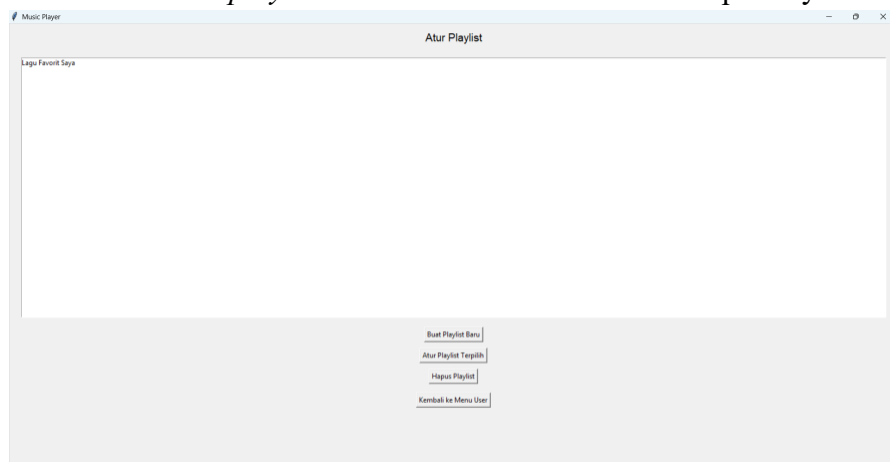 Music Player
Atur Playlist
Lagu Favorit Saya
Buat Playlist Baru
Atur Playlist Terpilih
Hapus Playlist
Kembali ke Menu User